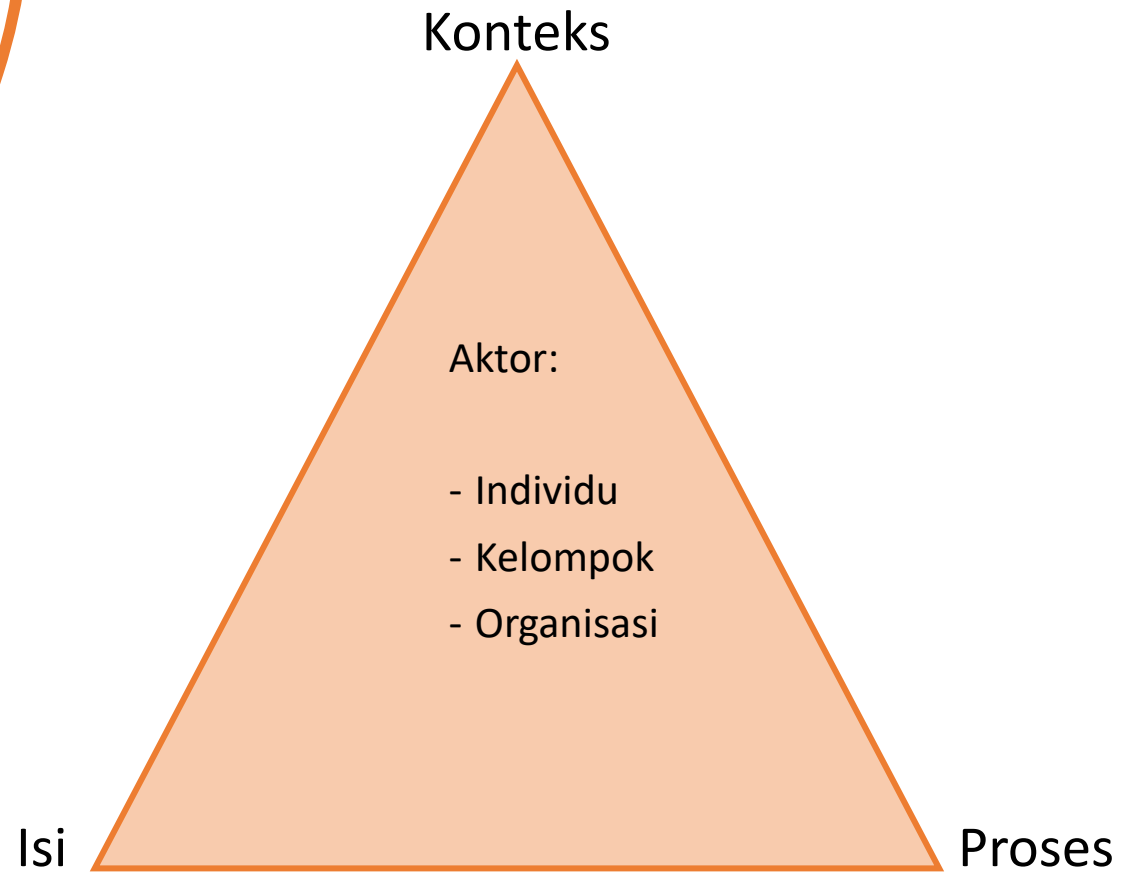 Konteks
Aktor:
- Individu
- Kelompok
- Organisasi
Isi
Proses